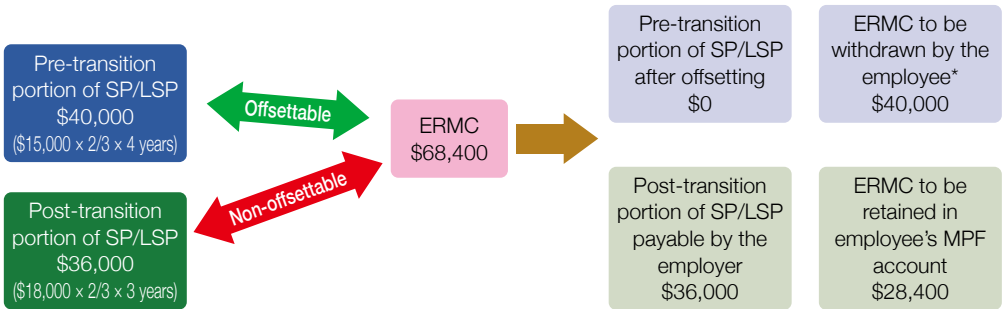 Pre-transition
portion of SP/LSP
$40,000
($15,000 × 2/3 × 4 years)
Offsettable
Non-offsettable
Post-transition
portion of SP/LSP
$36,000
($18,000 × 2/3 × 3 years)
ERMC
$68,400
Pre-transition
portion of SP/LSP
after offsetting
$0
ERMC to be
withdrawn by the
employee*
$40,000
Post-transition
portion of SP/LSP
payable by the
employer
$36,000
ERMC to be
retained in
employee’s MPF
account
$28,400